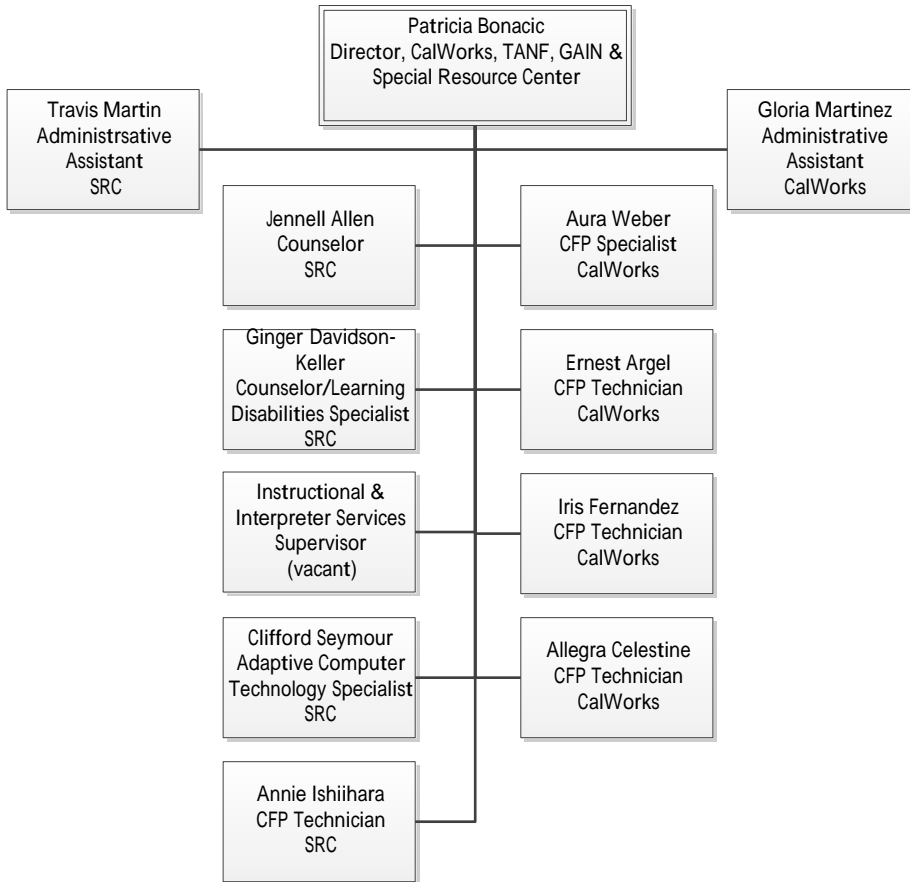 Patricia Bonacic
Director, CalWorks, TANF, GAIN &
Special Resource Center
Travis Martin
Administrsative
Assistant
SRC
Gloria Martinez
Administrative
Assistant
CalWorks
Jennell Allen
Counselor
SRC
Aura Weber
CFP Specialist
CalWorks
Ginger Davidson-
Keller
Counselor/Learning
Disabilities Specialist
SRC
Ernest Argel
CFP Technician
CalWorks
Instructional &
Interpreter Services
Supervisor
(vacant)
Iris Fernandez
CFP Technician
CalWorks
Clifford Seymour
Adaptive Computer
Technology Specialist
SRC
Allegra Celestine
CFP Technician
CalWorks
Annie Ishiihara
CFP Technician
SRC